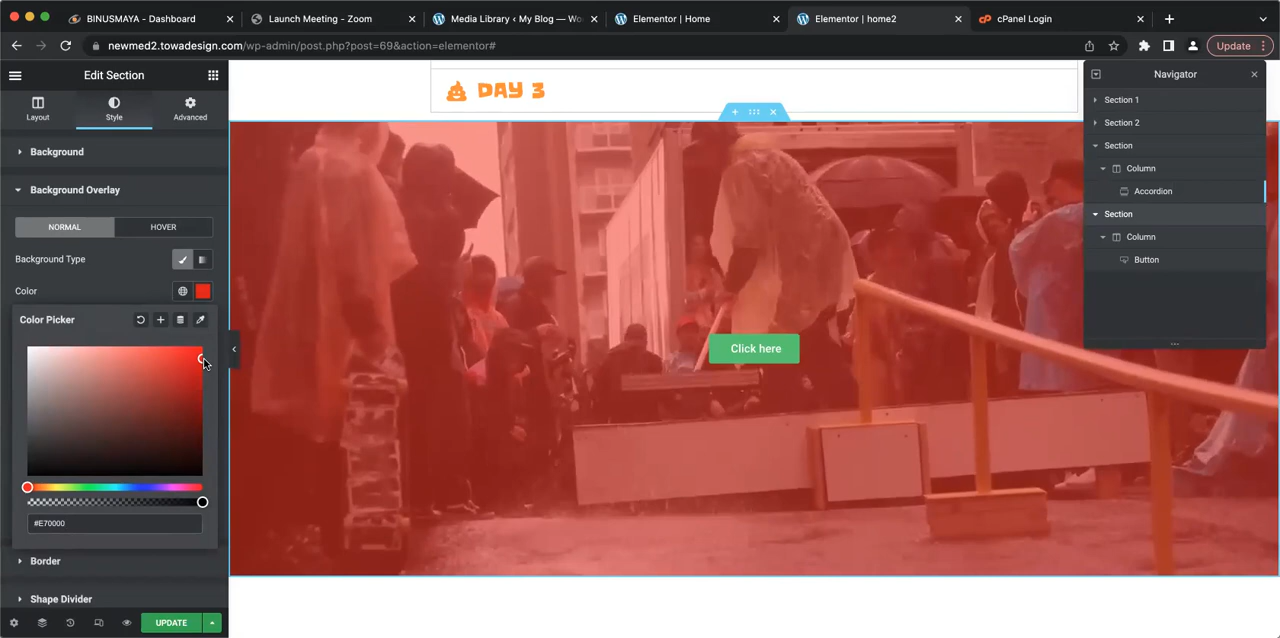 BINUSMAYA - Dashboard
Launch Meeting - Zoom
Media Library ‹ My Blog — Wo
Elementor | Home
Elementor | home2
cPanel Login
newmed2.towadesign.com/wp-admin/post.php?post=69&action=elementor#
Update
Edit Section
Layout
Style
Advanced
Background
Background Overlay
NORMAL
HOVER
Background Type
Color
Color Picker
#E70000
Border
Shape Divider
UPDATE
DAY 3
Click here
Navigator
Section 1
Section 2
Section
Column
Accordion
Section
Column
Button